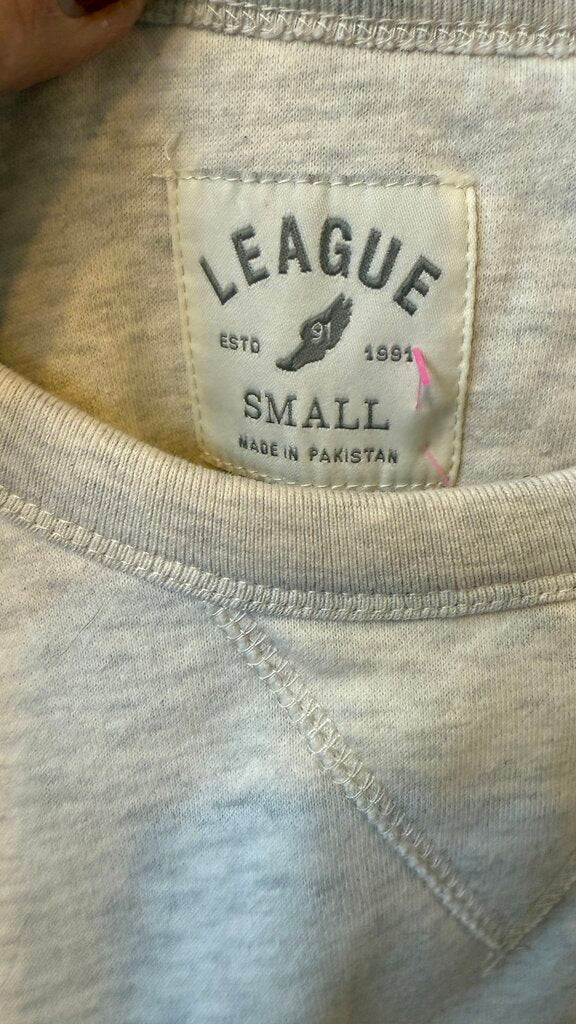 LEAGUE
ESTD 91 1991
SMALL
MADE IN PAKISTAN